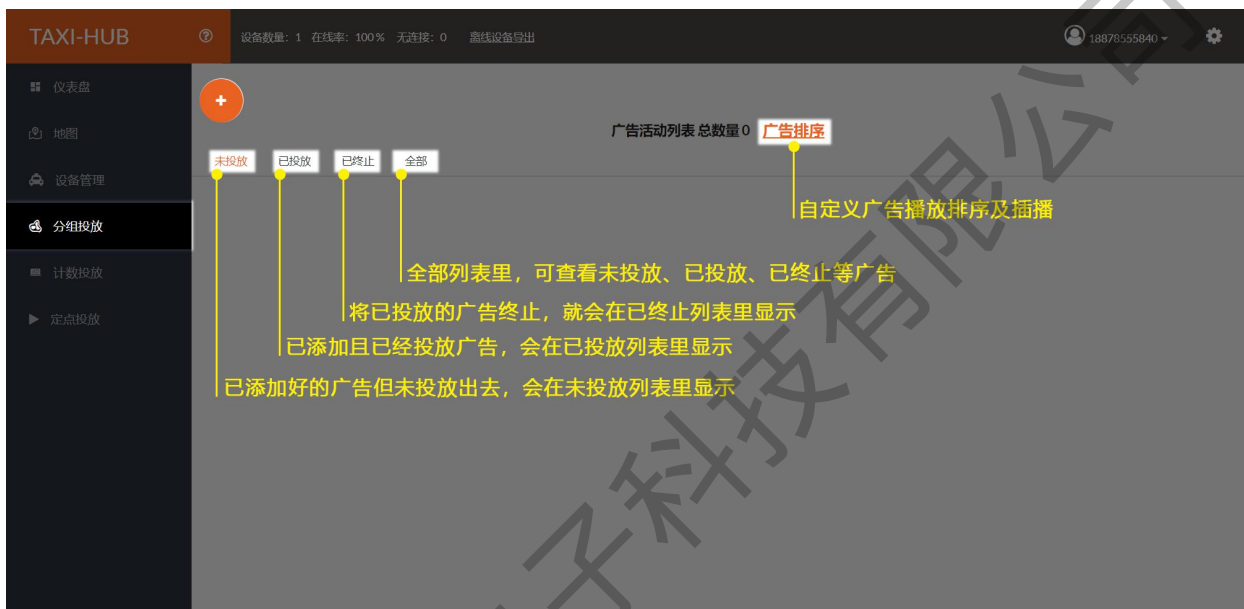 TAXI-HUB
设备数量: 1 在线率: 100% 无连接: 0 离线设备导出
18878555840
仪表盘
广告活动列表 总数量0 广告排序
地图
未投放 已投放 已终止 全部
设备管理
自定义广告播放排序及插播
分组投放
全部列表里，可查看未投放、已投放、已终止等广告
计数投放
将已投放的广告终止，就会在已终止列表里显示
定点投放
已添加且已经投放广告，会在已投放列表里显示
已添加好的广告但未投放出去，会在未投放列表里显示
子科技有限公司